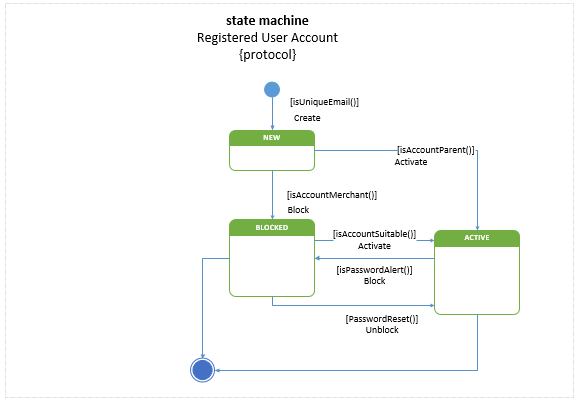 state machine
Registered User Account
{protocol}
[isUniqueEmail()]
Create
NEW
[isAccountParent()]
Activate
[isAccountMerchant()]
Block
BLOCKED
[isAccountSuitable()]
Activate
ACTIVE
[isPasswordAlert()]
Block
[PasswordReset()]
Unblock